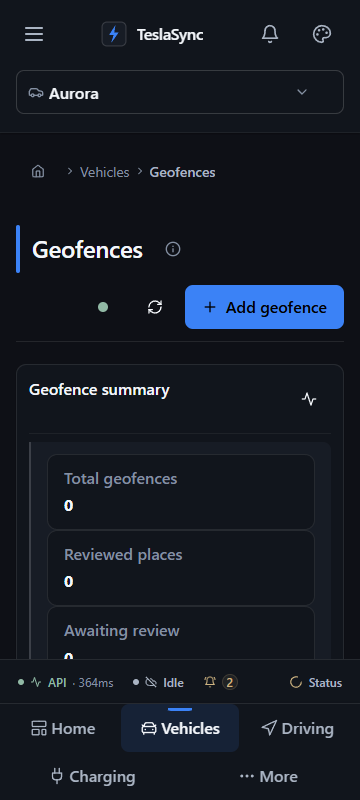 TeslaSync
Aurora
Vehicles
Geofences
Geofences
Add geofence
Geofence summary
Total geofences
0
Reviewed places
0
Awaiting review
0
API · 364ms
Idle
2
Status
Home
Vehicles
Driving
Charging
More